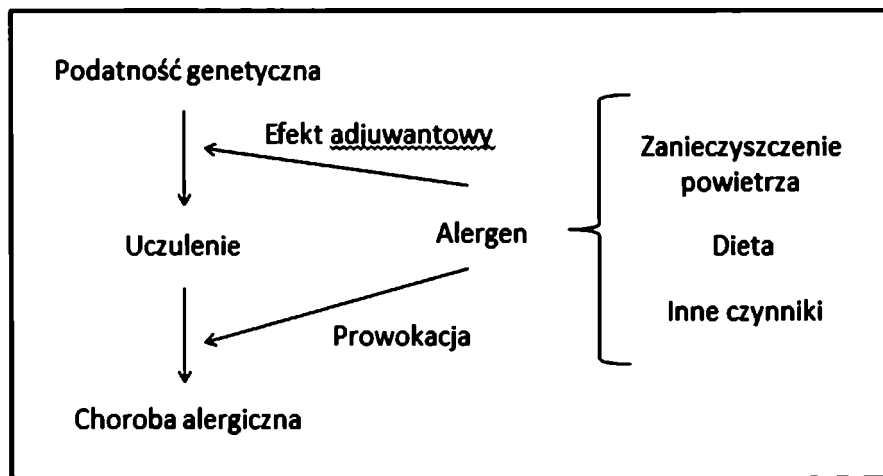 Podatność genetyczna
Efekt adjuwantowy
Zanieczyszczenie
powietrza
Uczulenie
Alergen
Dieta
Inne czynniki
Prowokacja
Choroba alergiczna